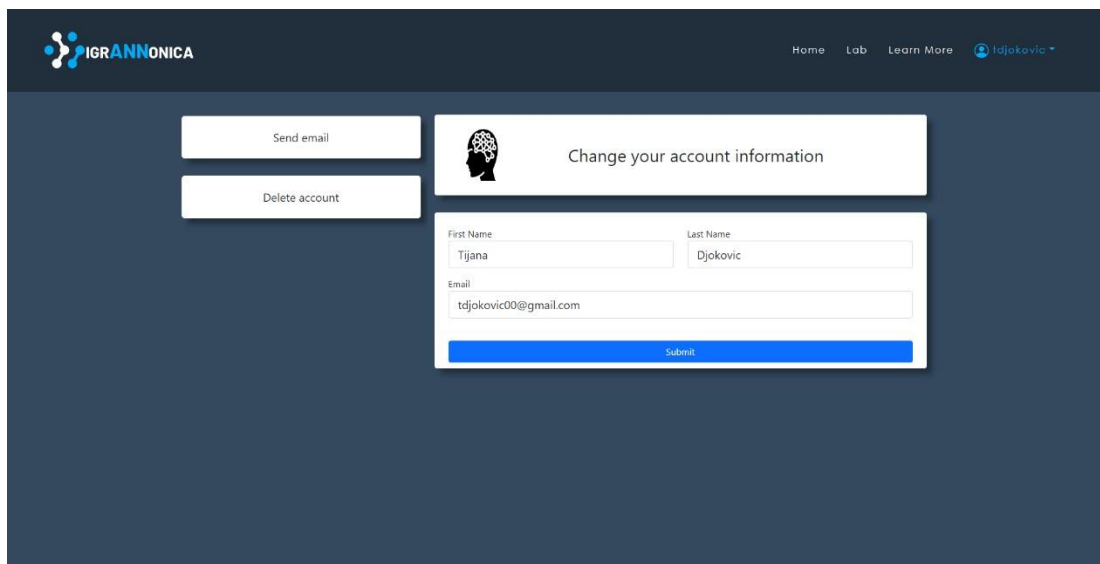 IGRANNONICA
Home Lab Learn More tdjokovic
Send email
Delete account
Change your account information
First Name Last Name
Tijana Djokovic
Email
tdjokovic00@gmail.com
Submit